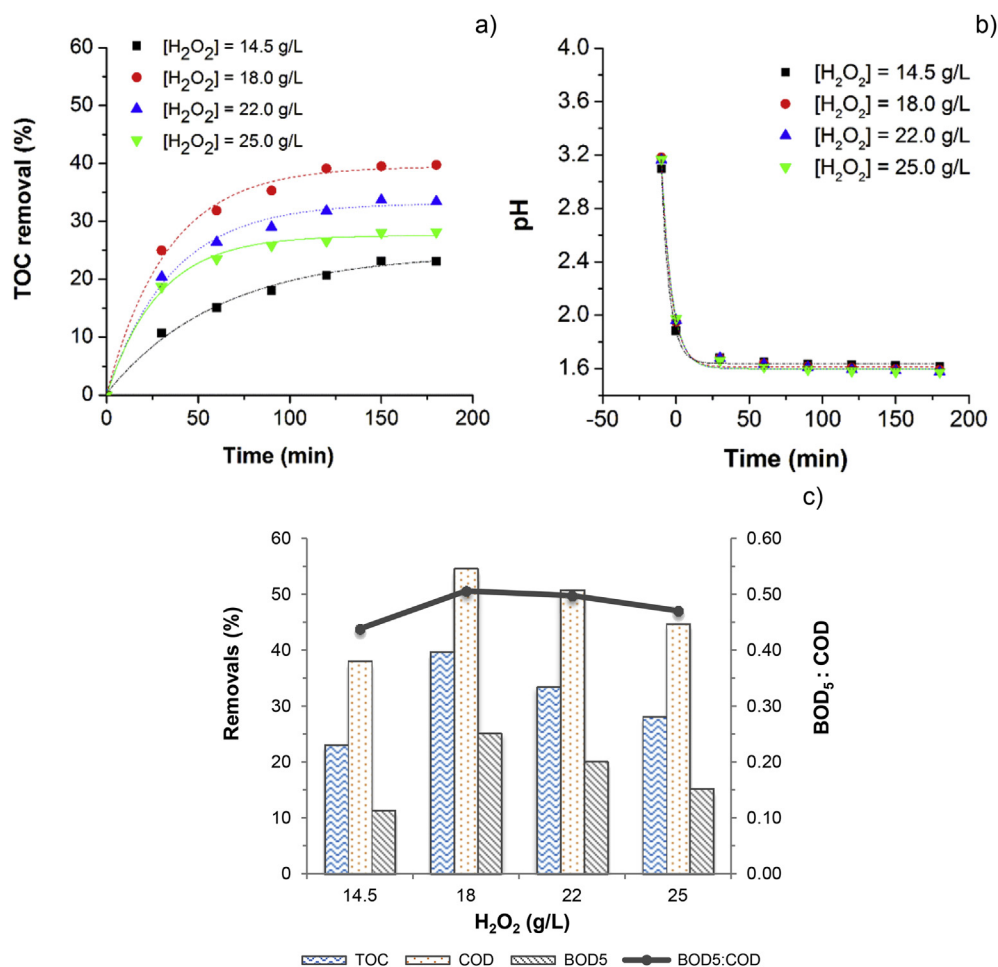 a)
[H₂O₂] = 14.5 g/L
[H₂O₂] = 18.0 g/L
[H₂O₂] = 22.0 g/L
[H₂O₂] = 25.0 g/L
TOC removal (%)
60
50
40
30
20
10
0
0 50 100 150 200
Time (min)
b)
[H₂O₂] = 14.5 g/L
[H₂O₂] = 18.0 g/L
[H₂O₂] = 22.0 g/L
[H₂O₂] = 25.0 g/L
pH
4.0
3.6
3.2
2.8
2.4
2.0
1.6
-50 0 50 100 150 200
Time (min)
c)
Removals (%)
60
50
40
30
20
10
0
0.60
0.50
0.40
0.30
0.20
0.10
0.00
BOD₅ : COD
14.5 18 22 25
H₂O₂ (g/L)
TOC COD BOD5 BOD5:COD